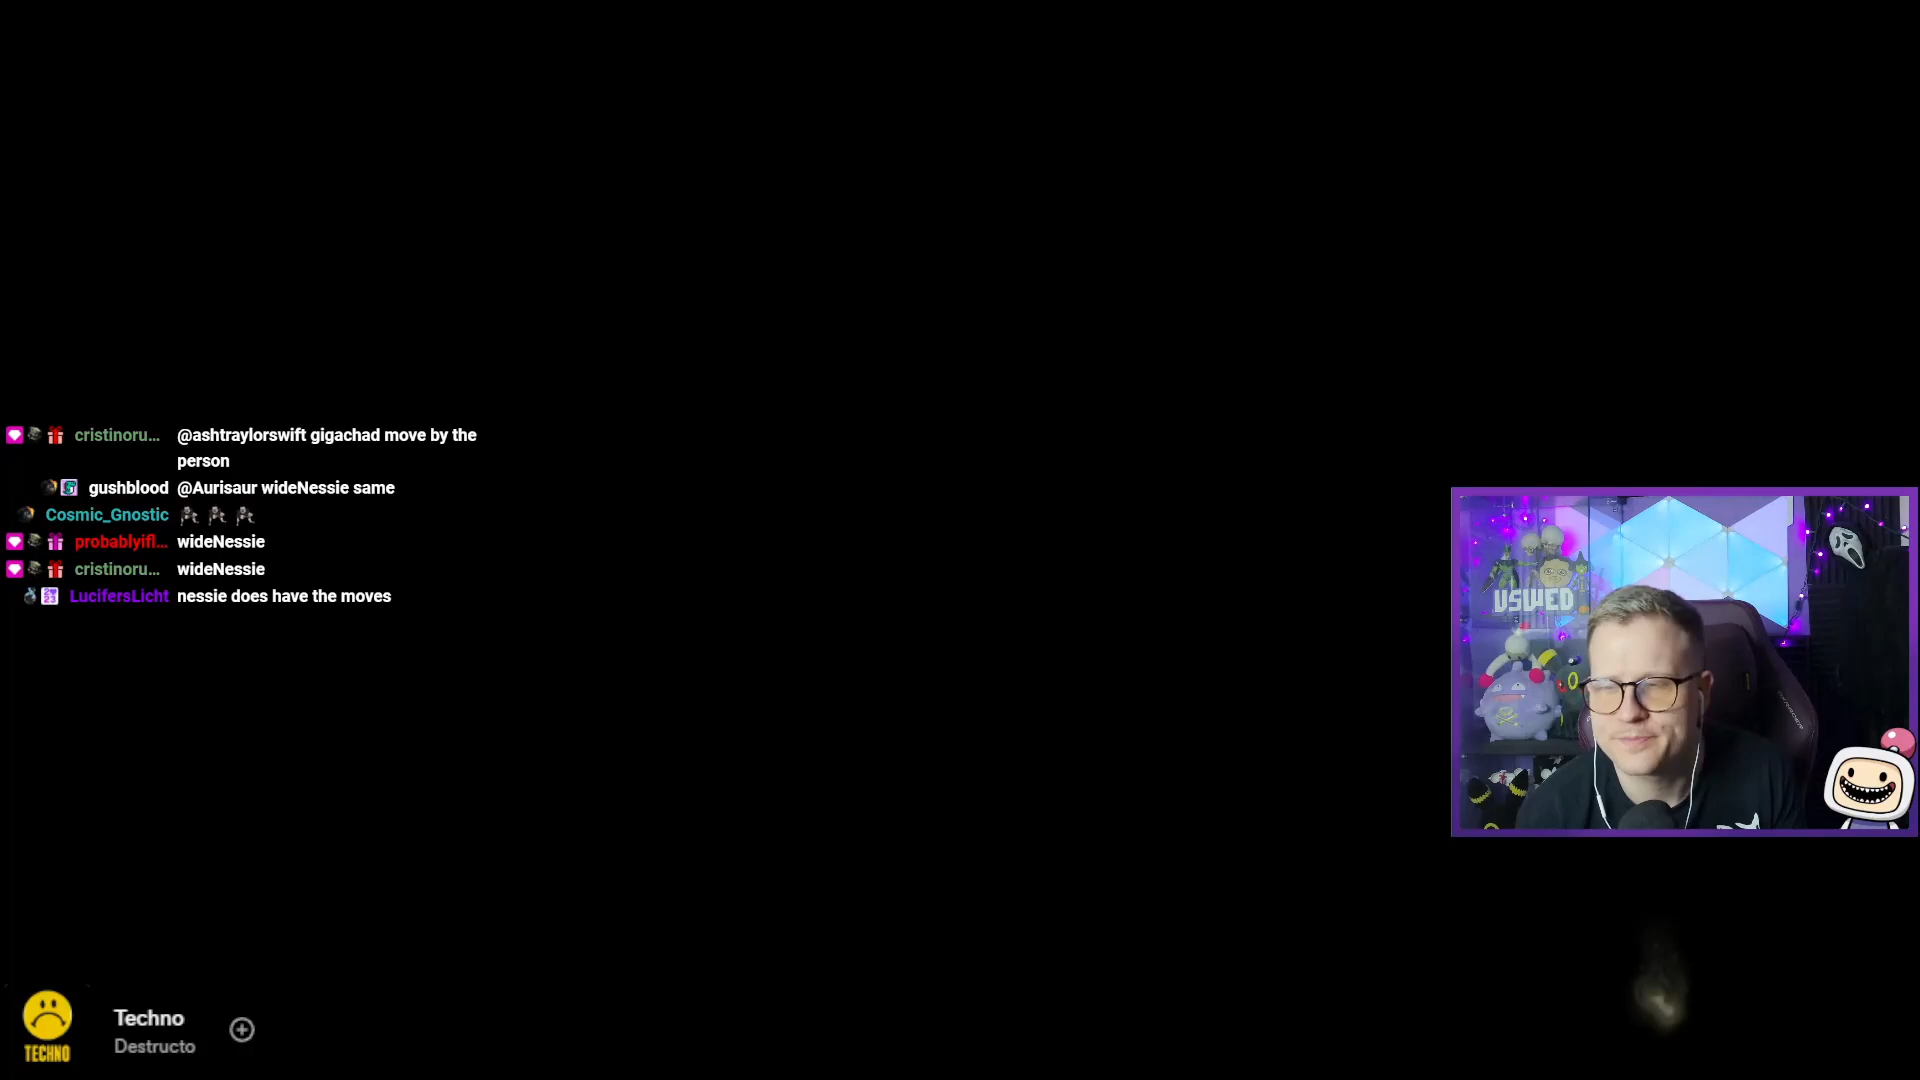 cristinoru... @ashtraylorswift gigachad move by the
person
gushblood @Aurisaur wideNessie same
Cosmic_Gnostic
probablyifl... wideNessie
cristinoru... wideNessie
LucifersLicht nessie does have the moves
USWED
TECHNO
Techno
Destructo